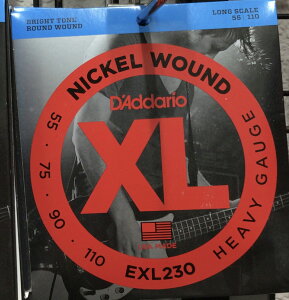 BRIGHT TONE
ROUND WOUND
LONG SCALE
55 | 110
NICKEL WOUND
D'Addario
XL
55 • 75 • 90 • 110
EXL230
HEAVY GAUGE